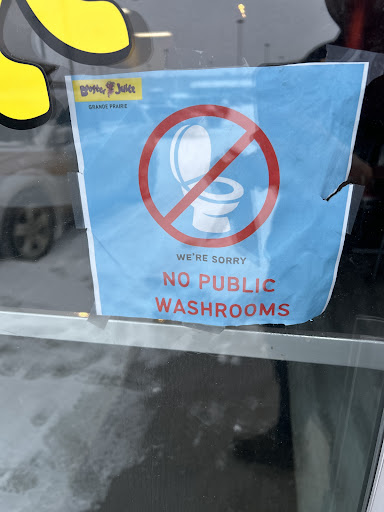 Booster Juice
GRANDE PRAIRIE
WE'RE SORRY
NO PUBLIC
WASHROOMS